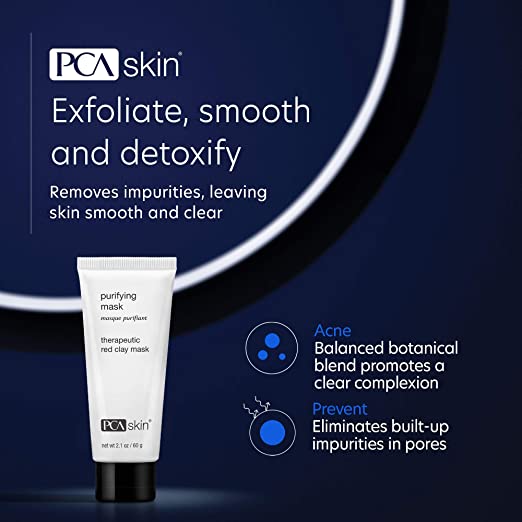 PCA skin®
Exfoliate, smooth
and detoxify
Removes impurities, leaving
skin smooth and clear
purifying
mask
masque purifiant
therapeutic
red clay mask
PCA skin®
net wt 2.1 oz / 60 g
Acne
Balanced botanical
blend promotes a
clear complexion
Prevent
Eliminates built-up
impurities in pores